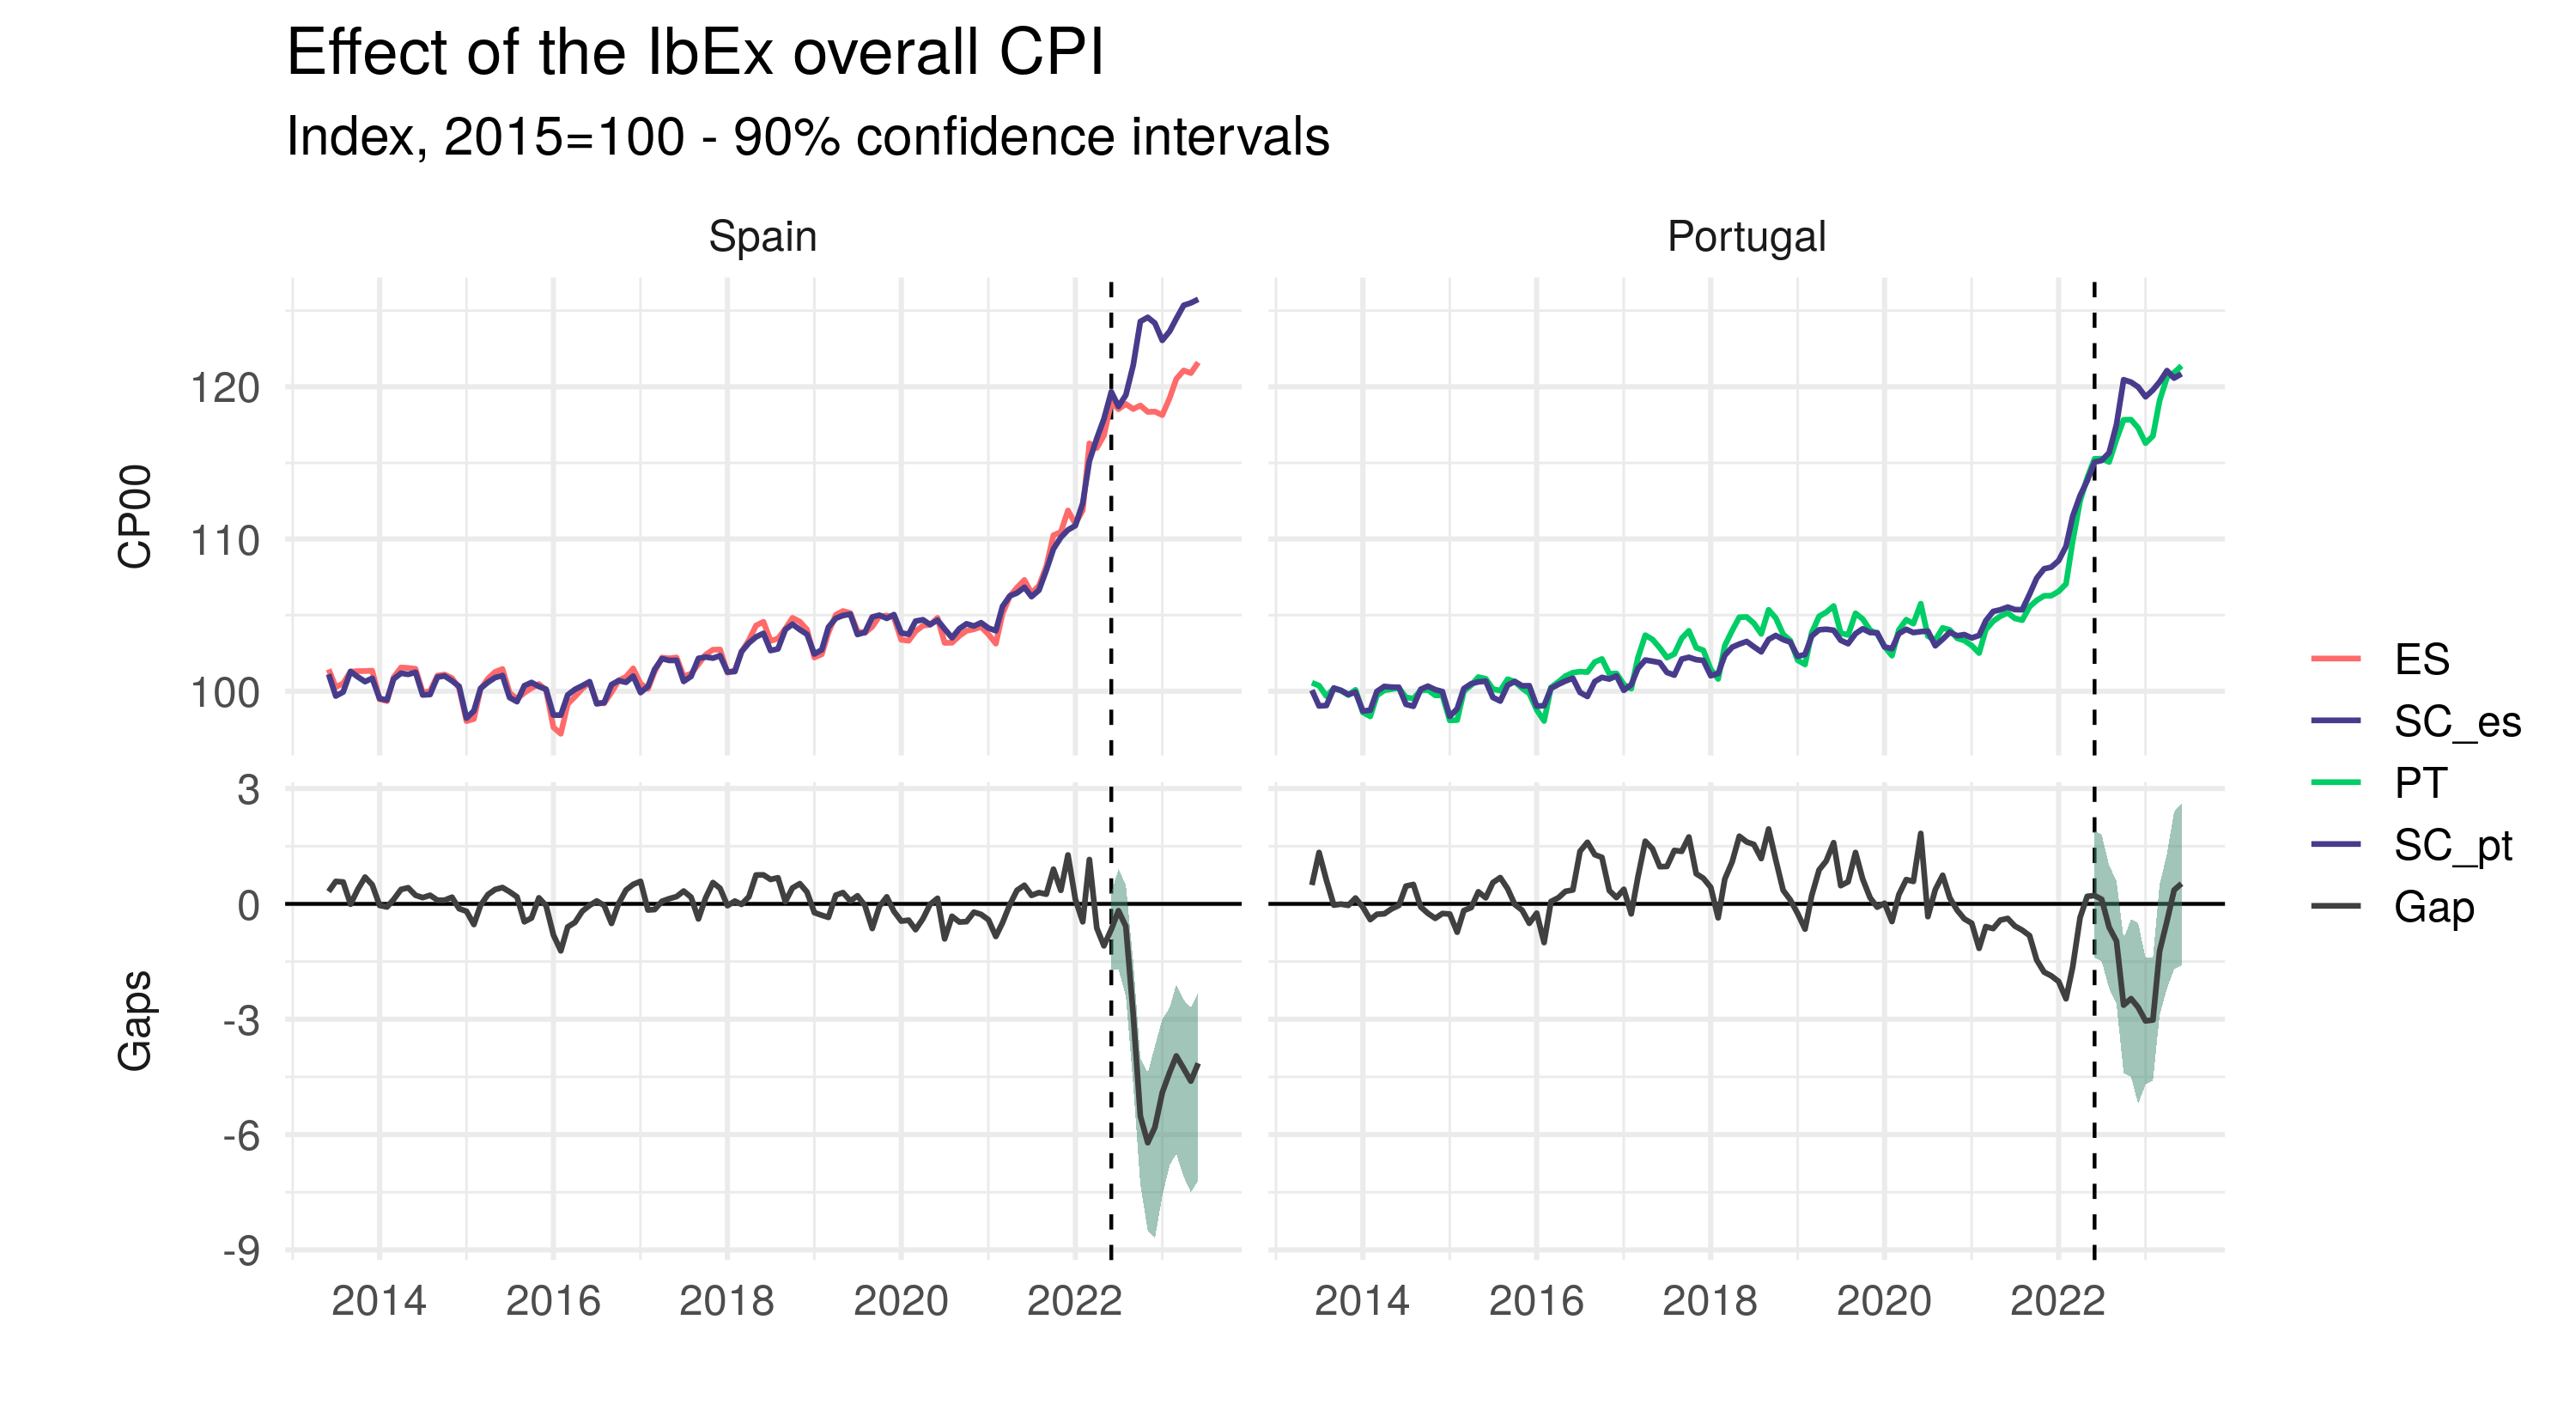 Effect of the IbEx overall CPI
Index, 2015=100 - 90% confidence intervals
Spain
Portugal
CP00
120
110
100
Gaps
3
0
-3
-6
-9
2014
2016
2018
2020
2022
2014
2016
2018
2020
2022
ES
SC_es
PT
SC_pt
Gap